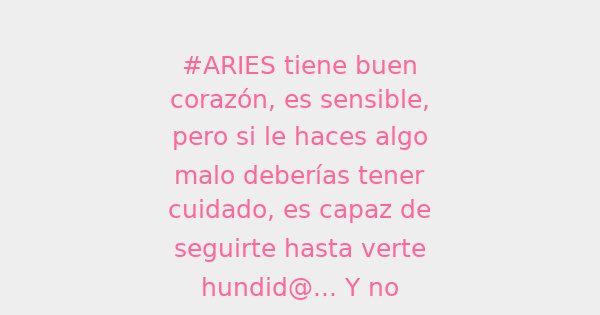 #ARIES tiene buen
corazón, es sensible,
pero si le haces algo
malo deberías tener
cuidado, es capaz de
seguirte hasta verte
hundid@... Y no